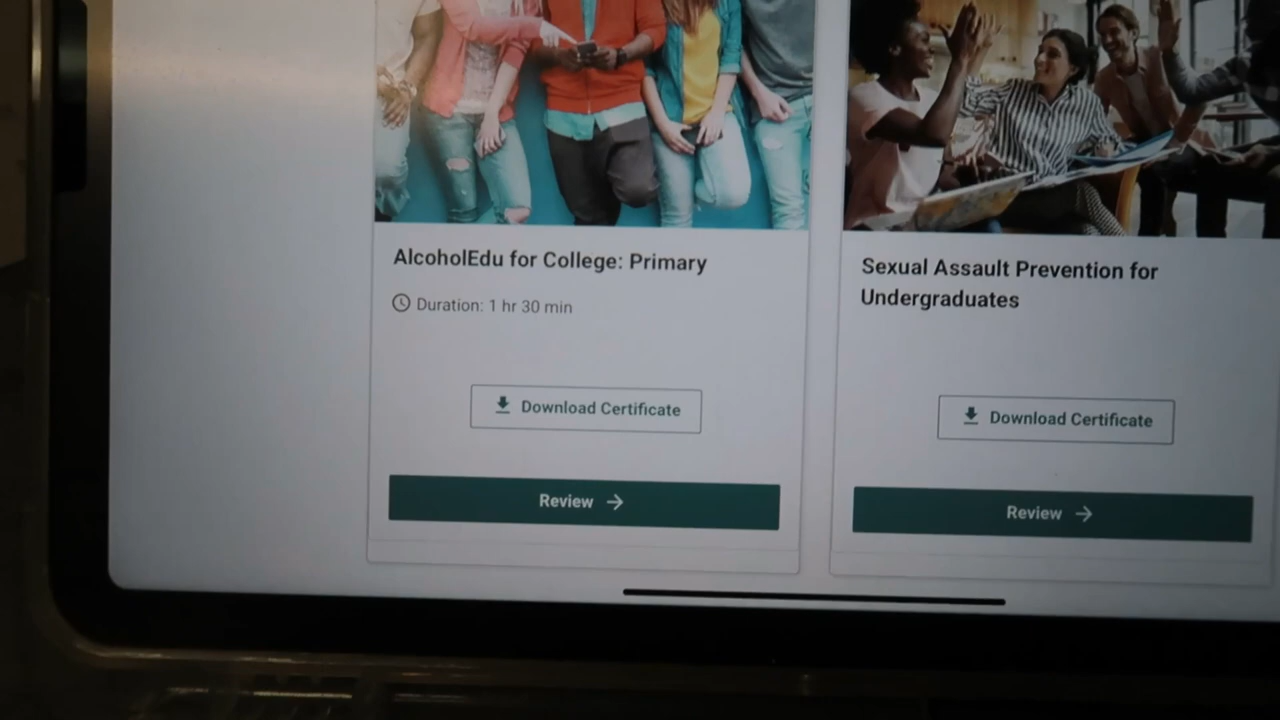 AlcoholEdu for College: Primary
Duration: 1 hr 30 min
Download Certificate
Review
Sexual Assault Prevention for
Undergraduates
Download Certificate
Review